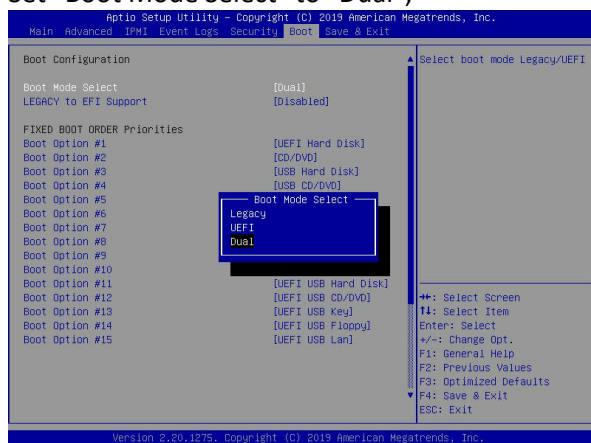 Set "Boot Mode Select" to "Dual",
Aptio Setup Utility – Copyright (C) 2019 American Megatrends, Inc.
Main Advanced IPMI Event Logs Security Boot Save & Exit
Boot Configuration
Select boot mode Legacy/UEFI
Boot Mode Select [Dual]
LEGACY to EFI Support [Disabled]
FIXED BOOT ORDER Priorities
Boot Option #1 [UEFI Hard Disk]
Boot Option #2 [CD/DVD]
Boot Option #3 [USB Hard Disk]
Boot Option #4 [USB CD/DVD]
Boot Option #5
Boot Option #6
Boot Option #7
Boot Option #8
Boot Option #9
Boot Option #10
Boot Mode Select
Legacy
UEFI
Dual
Boot Option #11 [UEFI USB Hard Disk]
Boot Option #12 [UEFI USB CD/DVD]
Boot Option #13 [UEFI USB Key]
Boot Option #14 [UEFI USB Floppy]
Boot Option #15 [UEFI USB Lan]
→←: Select Screen
↑↓: Select Item
Enter: Select
+/-: Change Opt.
F1: General Help
F2: Previous Values
F3: Optimized Defaults
F4: Save & Exit
ESC: Exit
Version 2.20.1275. Copyright (C) 2019 American Megatrends, Inc.